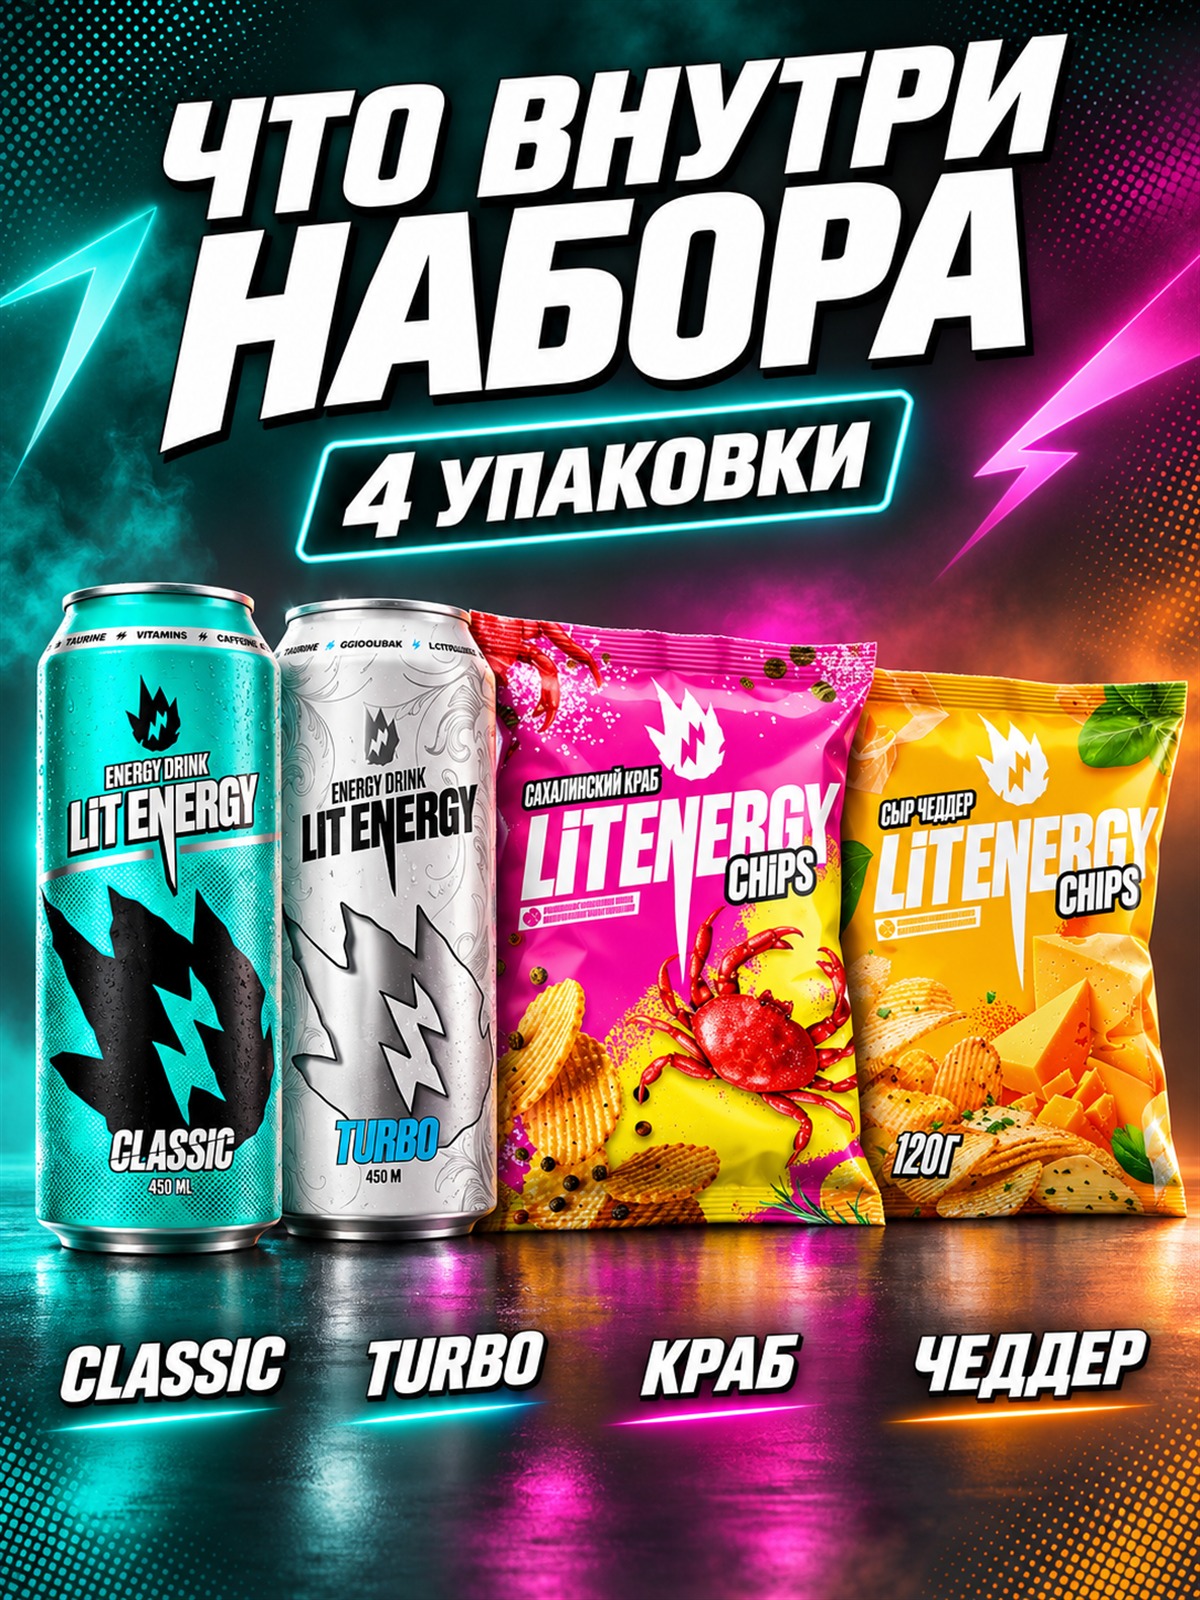 ЧТО ВНУТРИ
НАБОРА
4 УПАКОВКИ
TAURINE VITAMINS CAFFEINE
ENERGY DRINK
LIT ENERGY
CLASSIC
450 ML
TAURINE GGIOOUBAK
ENERGY DRINK
LIT ENERGY
TURBO
450 M
САХАЛИНСКИЙ КРАБ
LITENERGY
CHIPS
СЫР ЧЕДДЕР
LITENERGY
CHIPS
120Г
CLASSIC TURBO КРАБ ЧЕДДЕР